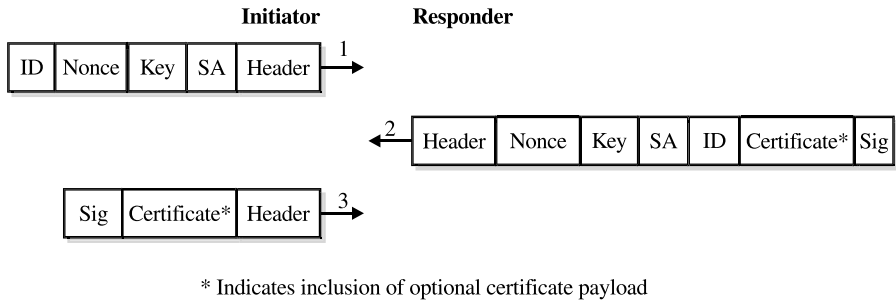 Initiator Responder
1
ID Nonce Key SA Header
2
Header Nonce Key SA ID Certificate* Sig
3
Sig Certificate* Header
* Indicates inclusion of optional certificate payload